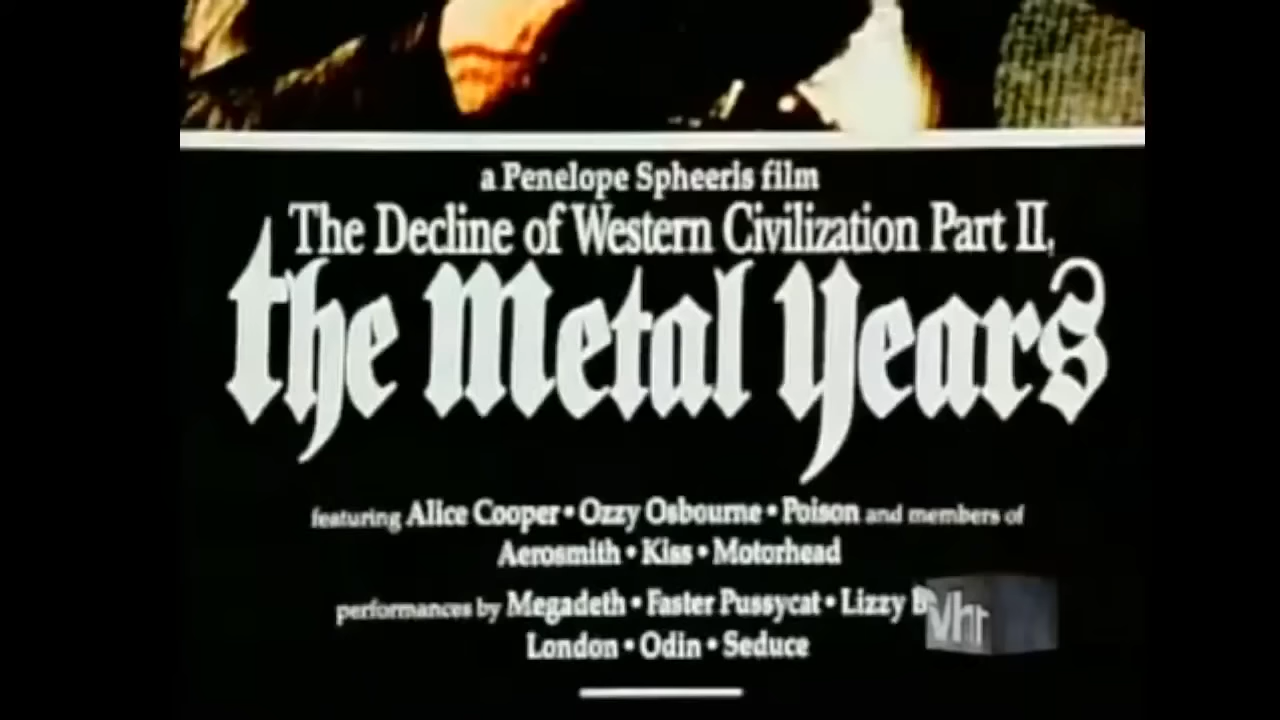 a Penelope Spheeris film
The Decline of Western Civilization Part II,
the Metal Years
featuring Alice Cooper • Ozzy Osbourne • Poison and members of
Aerosmith • Kiss • Motorhead
performances by Megadeth • Faster Pussycat • Lizzy
London • Odin • Seduce
Vh1